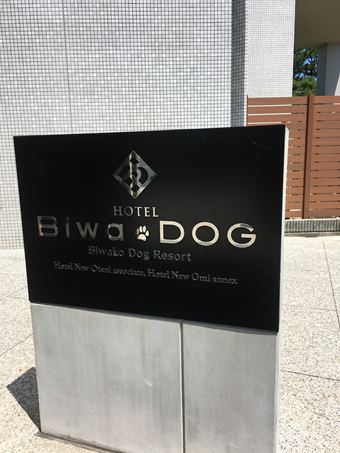 HOTEL
Biwa DOG
Biwako Dog Resort
Hotel New Otani associate, Hotel New Omi annex